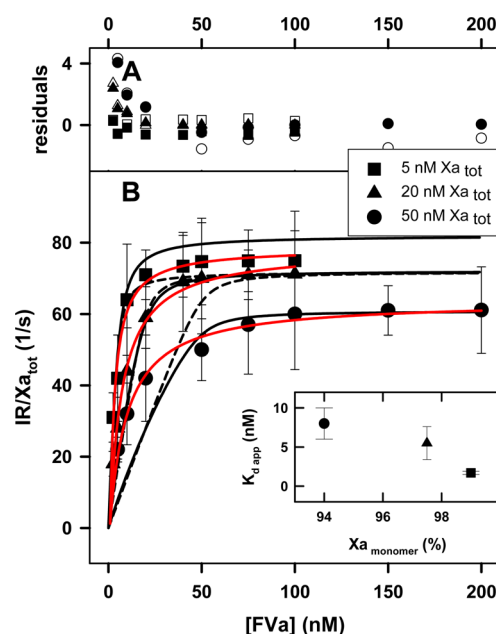 0 50 100 150 200
4
0
residuals
A
5 nM Xa tot
20 nM Xa tot
50 nM Xa tot
B
80
60
40
20
0
IR/Xa tot (1/s)
10
5
0
K d app (nM)
94 96 98
Xa monomer (%)
0 50 100 150 200
[FVa] (nM)